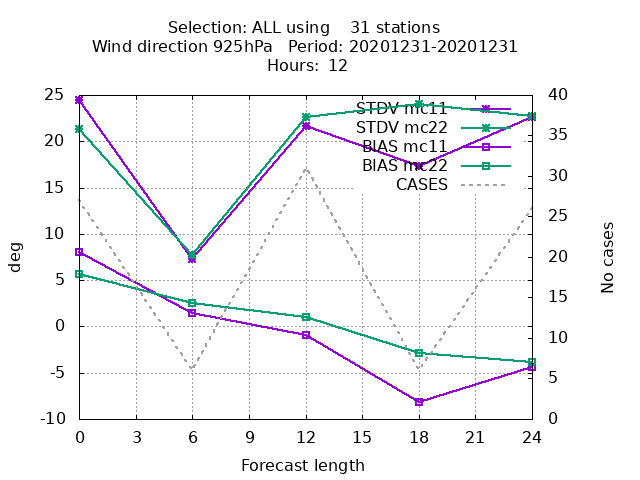 Selection: ALL using    31 stations
Wind direction 925hPa   Period: 20201231-20201231
Hours:  12
25
20
15
10
5
0
-5
-10
deg
40
35
30
25
20
15
10
5
0
No cases
STDV mc11
STDV mc22
BIAS mc11
BIAS mc22
CASES
0 3 6 9 12 15 18 21 24
Forecast length